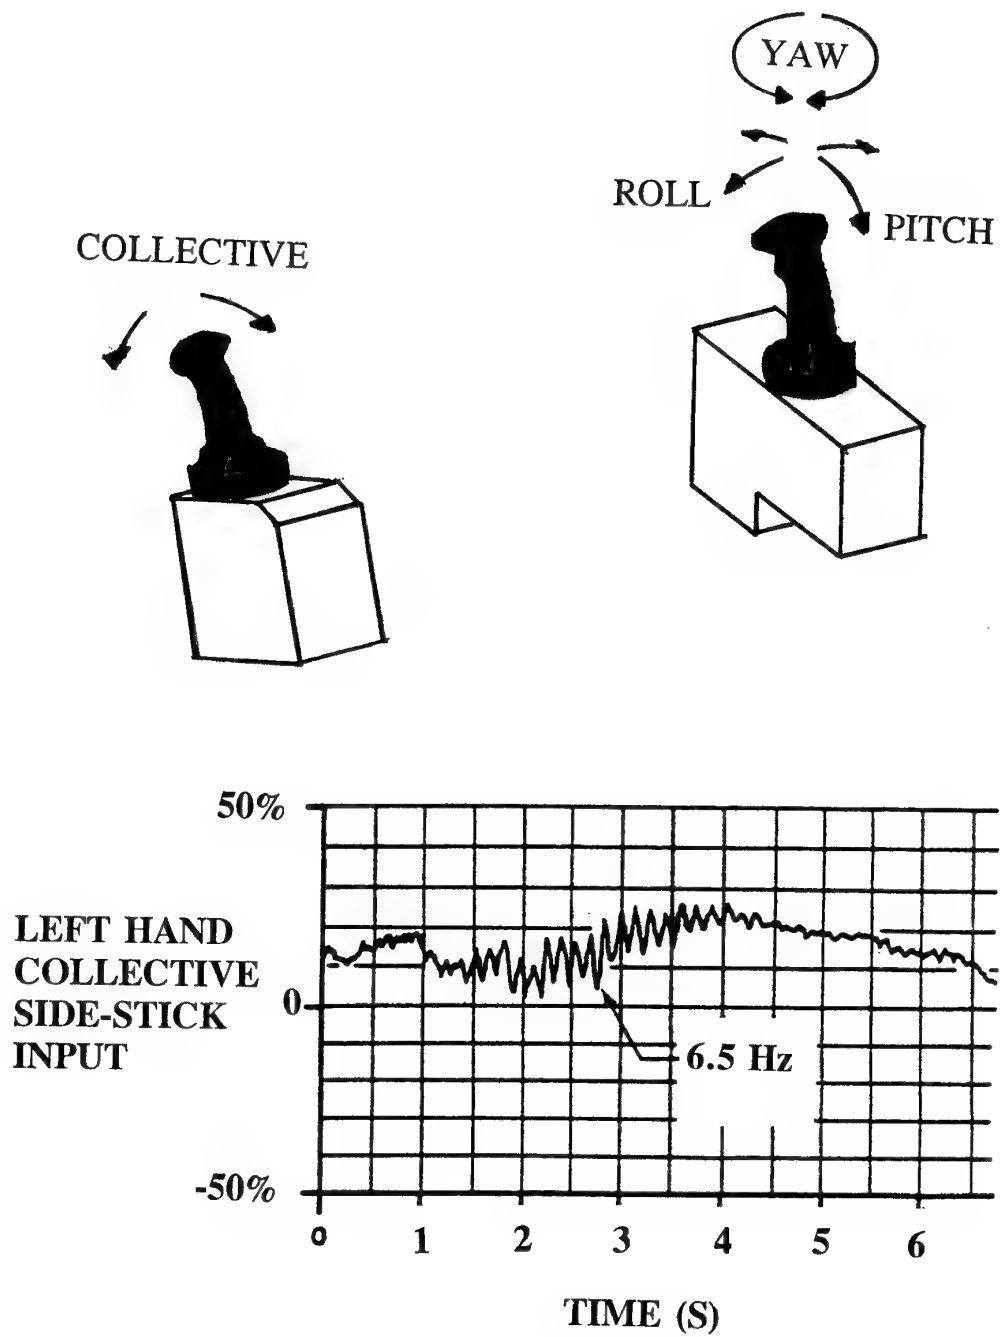 YAW
ROLL
PITCH
COLLECTIVE
50%
LEFT HAND
COLLECTIVE
SIDE-STICK
INPUT
0
6.5 Hz
-50%
0 1 2 3 4 5 6
TIME (S)